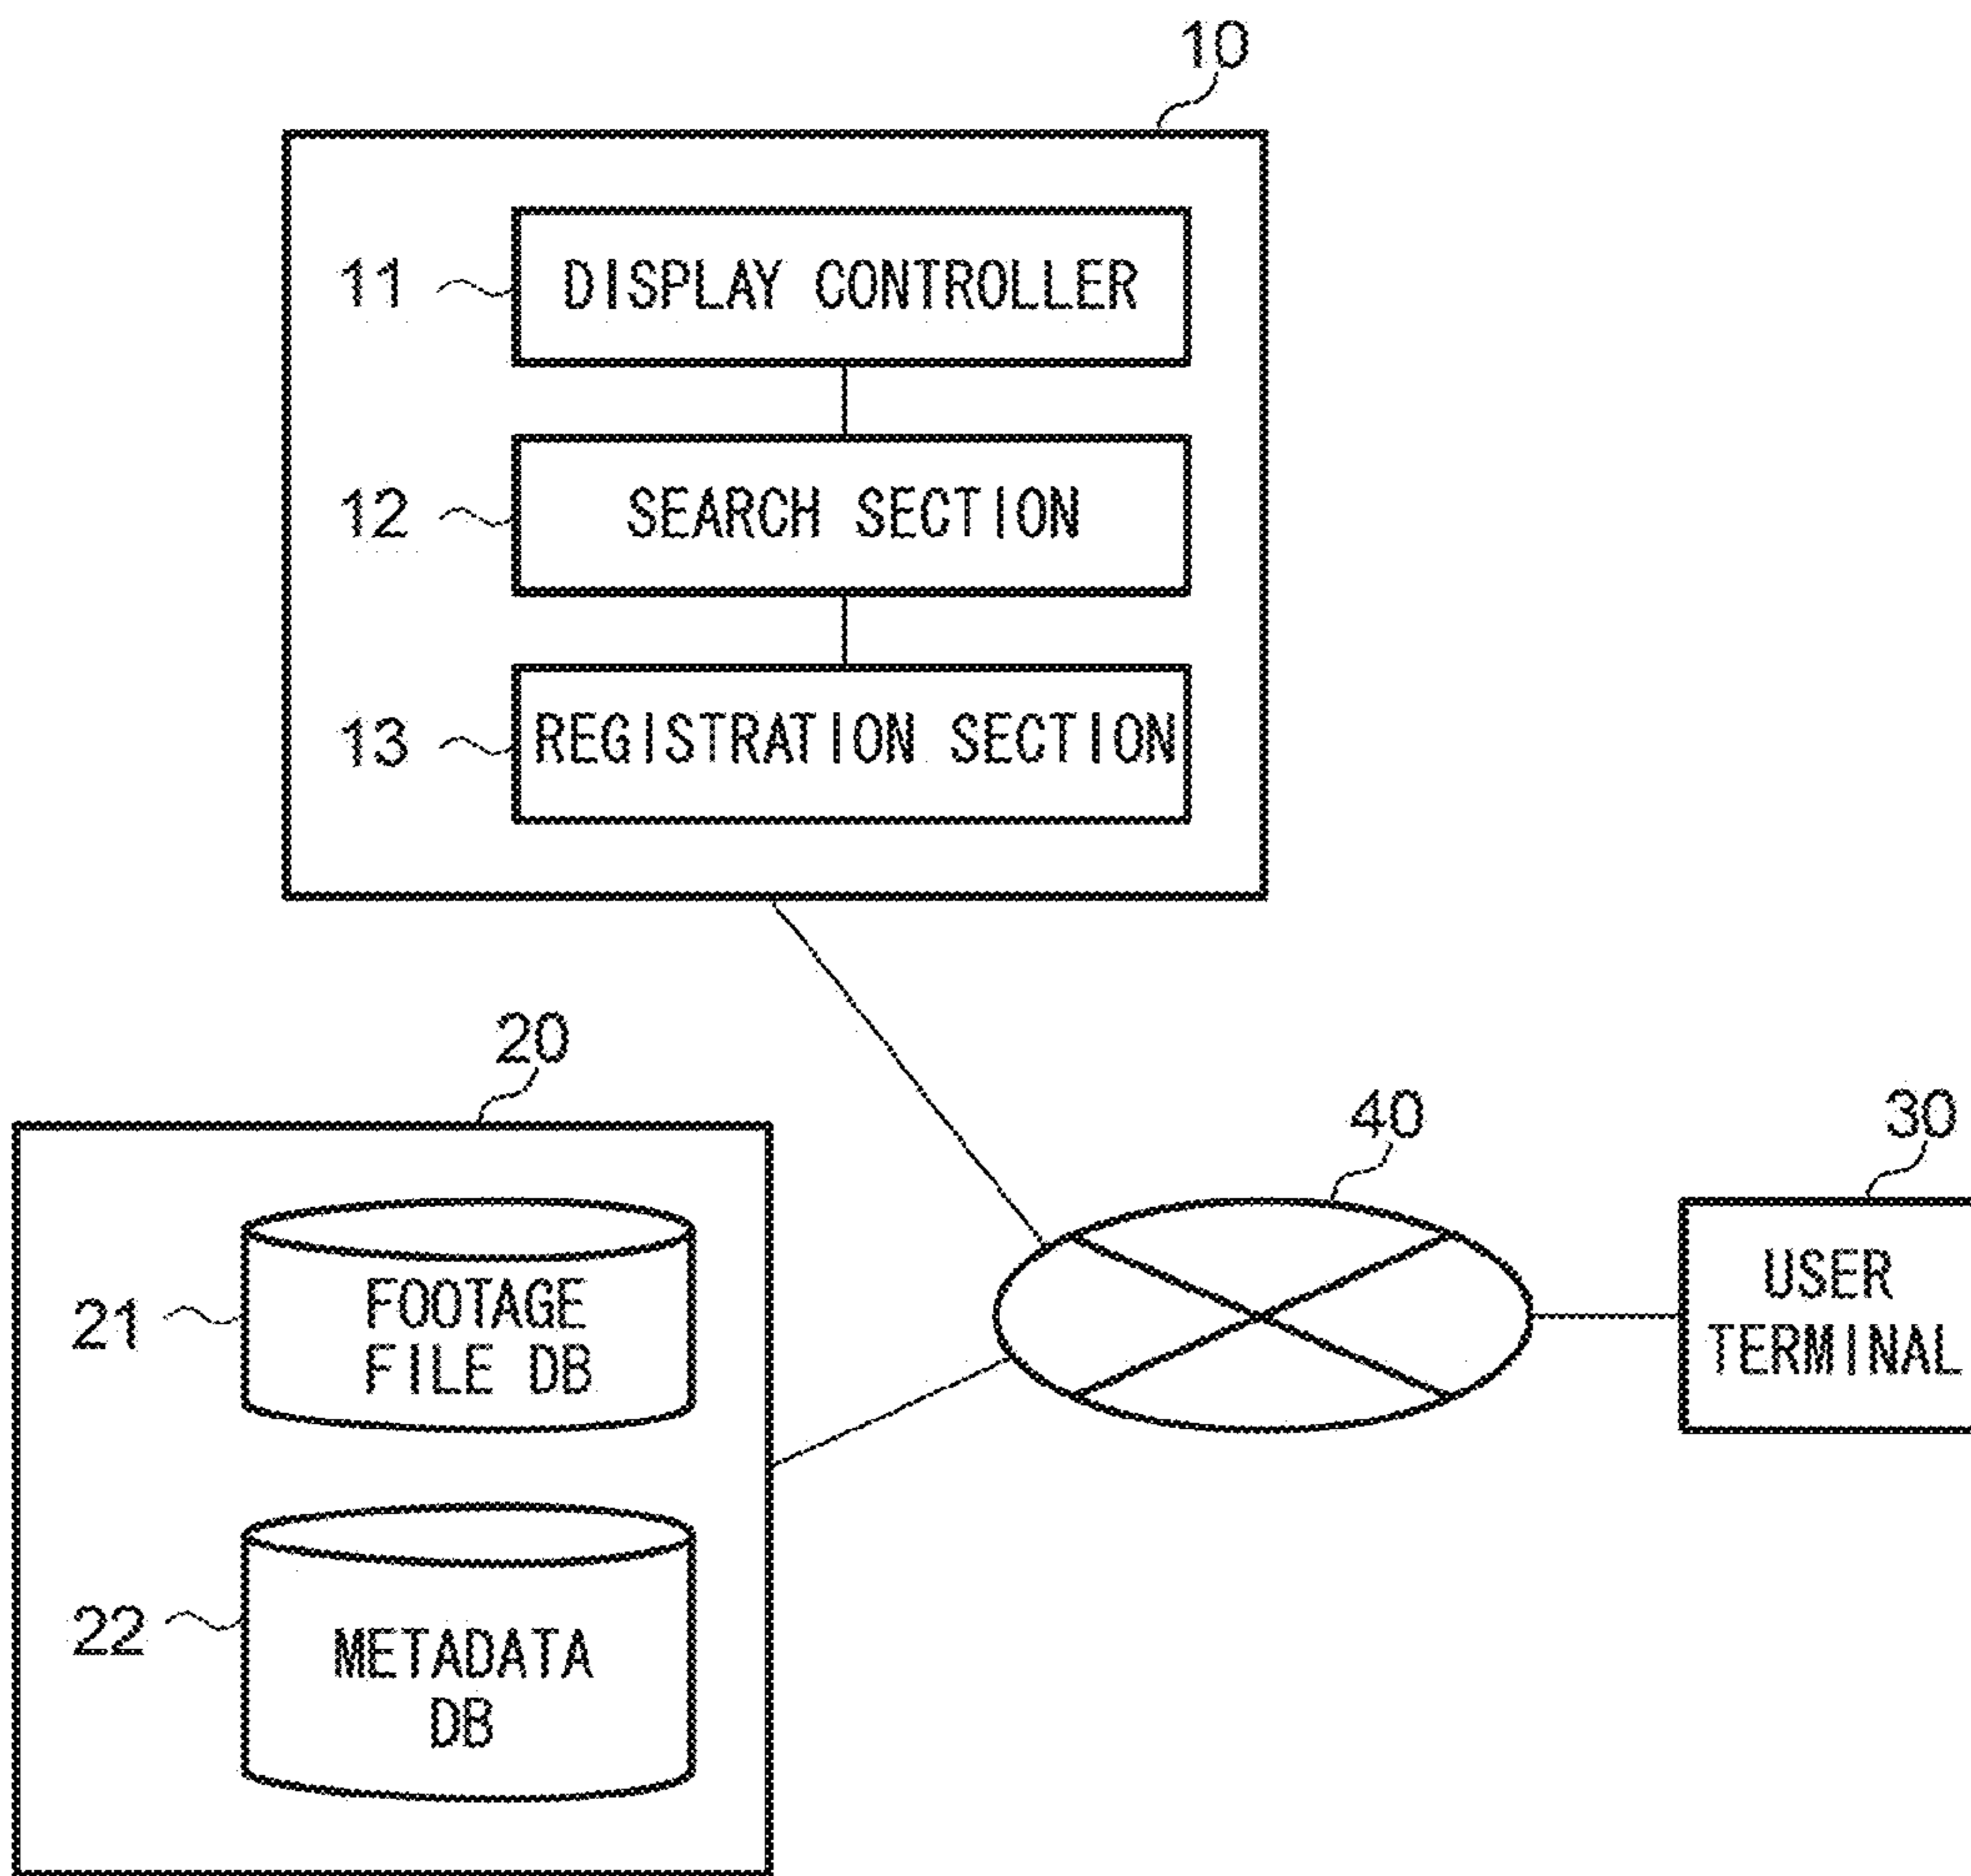 10
11 DISPLAY CONTROLLER
12 SEARCH SECTION
13 REGISTRATION SECTION
20
21 FOOTAGE
FILE DB
22 METADATA
DB
40
30
USER
TERMINAL